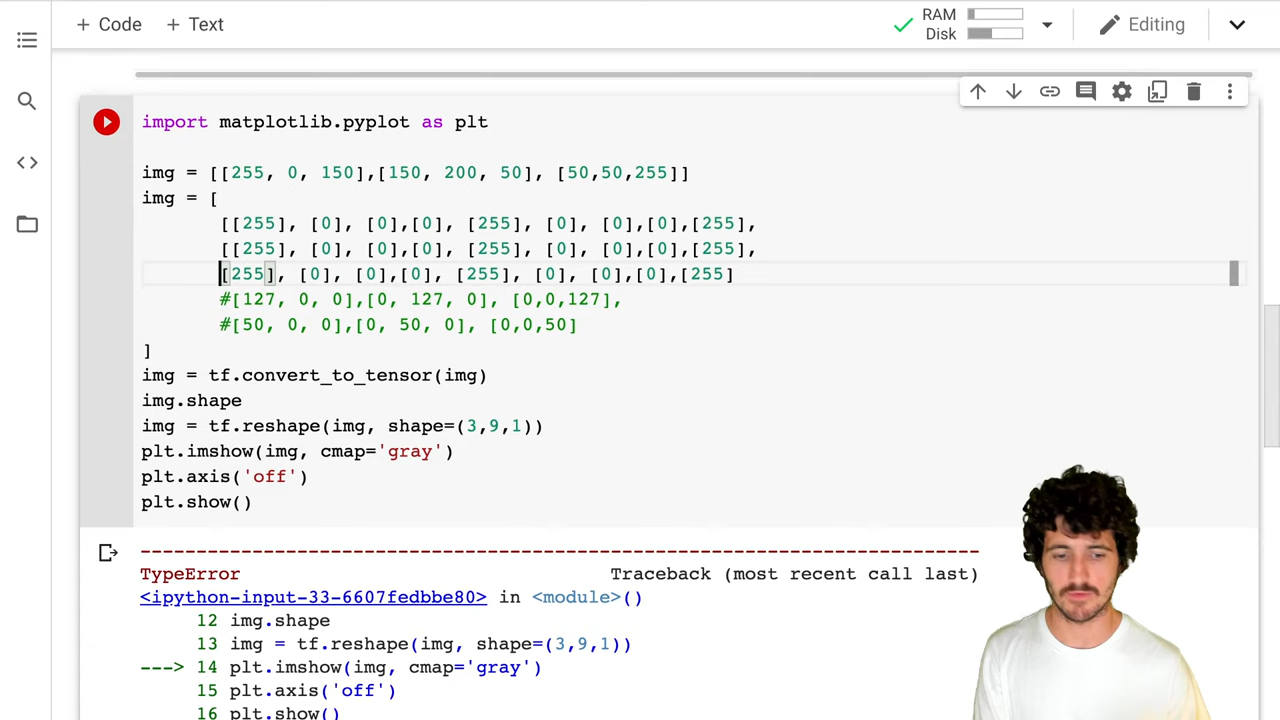 + Code + Text
RAM
Disk
Editing
import matplotlib.pyplot as plt
img = [[255, 0, 150],[150, 200, 50], [50,50,255]]
img = [
[[255], [0], [0],[0], [255], [0], [0],[0],[255],
[[255], [0], [0],[0], [255], [0], [0],[0],[255],
[255], [0], [0],[0], [255], [0], [0],[0],[255]
#[127, 0, 0],[0, 127, 0], [0,0,127],
#[50, 0, 0],[0, 50, 0], [0,0,50]
]
img = tf.convert_to_tensor(img)
img.shape
img = tf.reshape(img, shape=(3,9,1))
plt.imshow(img, cmap='gray')
plt.axis('off')
plt.show()
---------------------------------------------------------------------------
TypeError Traceback (most recent call last)
<ipython-input-33-6607fedbbe80> in <module>()
12 img.shape
13 img = tf.reshape(img, shape=(3,9,1))
---> 14 plt.imshow(img, cmap='gray')
15 plt.axis('off')
16 plt.show()